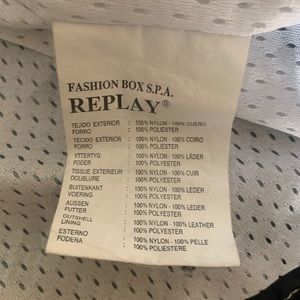 FASHION BOX S.P.A.
REPLAY®
TEJIDO EXTERIOR : 100% NYLON - 100% CUERO
FORRO : 100% POLIESTER
TECIDO EXTERIOR : 100% NYLON - 100% COIRO
FORRO : 100% POLIESTER
YTTERTYG : 100% NYLON - 100% LÄDER
FODER : 100% POLYESTER
TISSUE EXTERIEUR : 100% NYLON - 100% CUIR
DOUBLURE : 100% POLYESTER
BUITENKANT : 100% NYLON - 100% LEDER
VOERING : 100% POLYESTER
AUSSEN : 100% NYLON - 100% LEDER
FUTTER : 100% POLYESTER
OUTSHELL : 100% NYLON - 100% LEATHER
LINING : 100% POLYESTER
ESTERNO : 100% NYLON - 100% PELLE
FODERA : 100% POLIESTERE